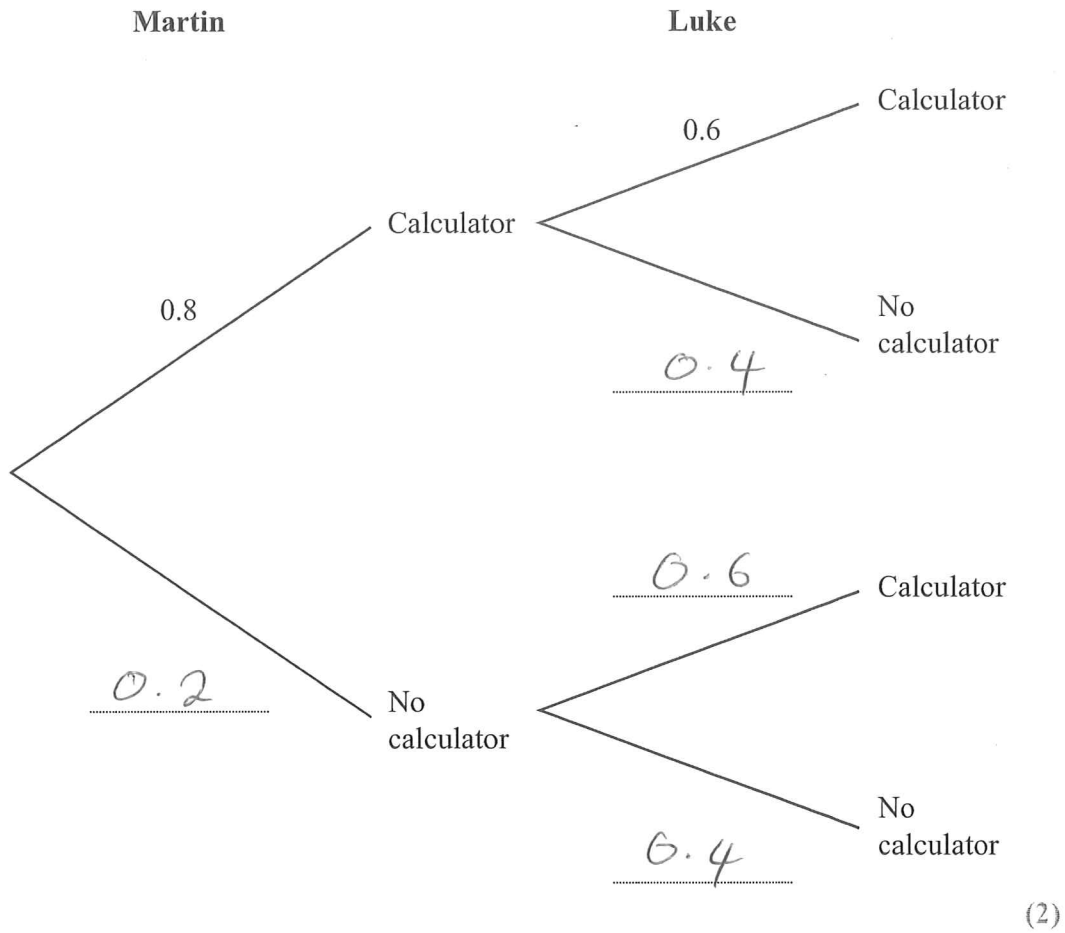 Martin Luke
Calculator
0.6
Calculator
0.8
No
calculator
0.4
0.6
Calculator
0.2
No
calculator
No
calculator
0.4
(2)